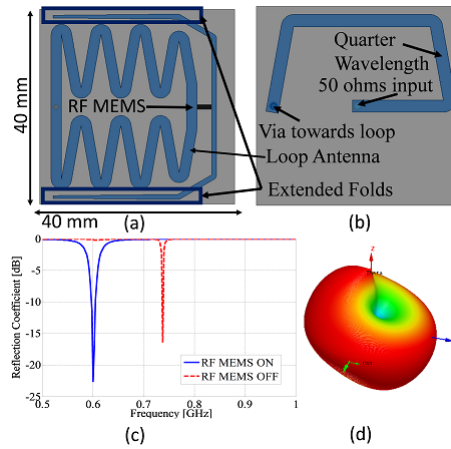 (a)
(b)
40 mm
RF MEMS
Loop Antenna
Extended Folds
40 mm
Quarter
Wavelength
50 ohms input
Via towards loop
Reflection Coefficient [dB]
0
-5
-10
-15
-20
-25
0.5
0.6
0.7
0.8
0.9
1
Frequency [GHz]
RF MEMS ON
RF MEMS OFF
(c)
z
(d)